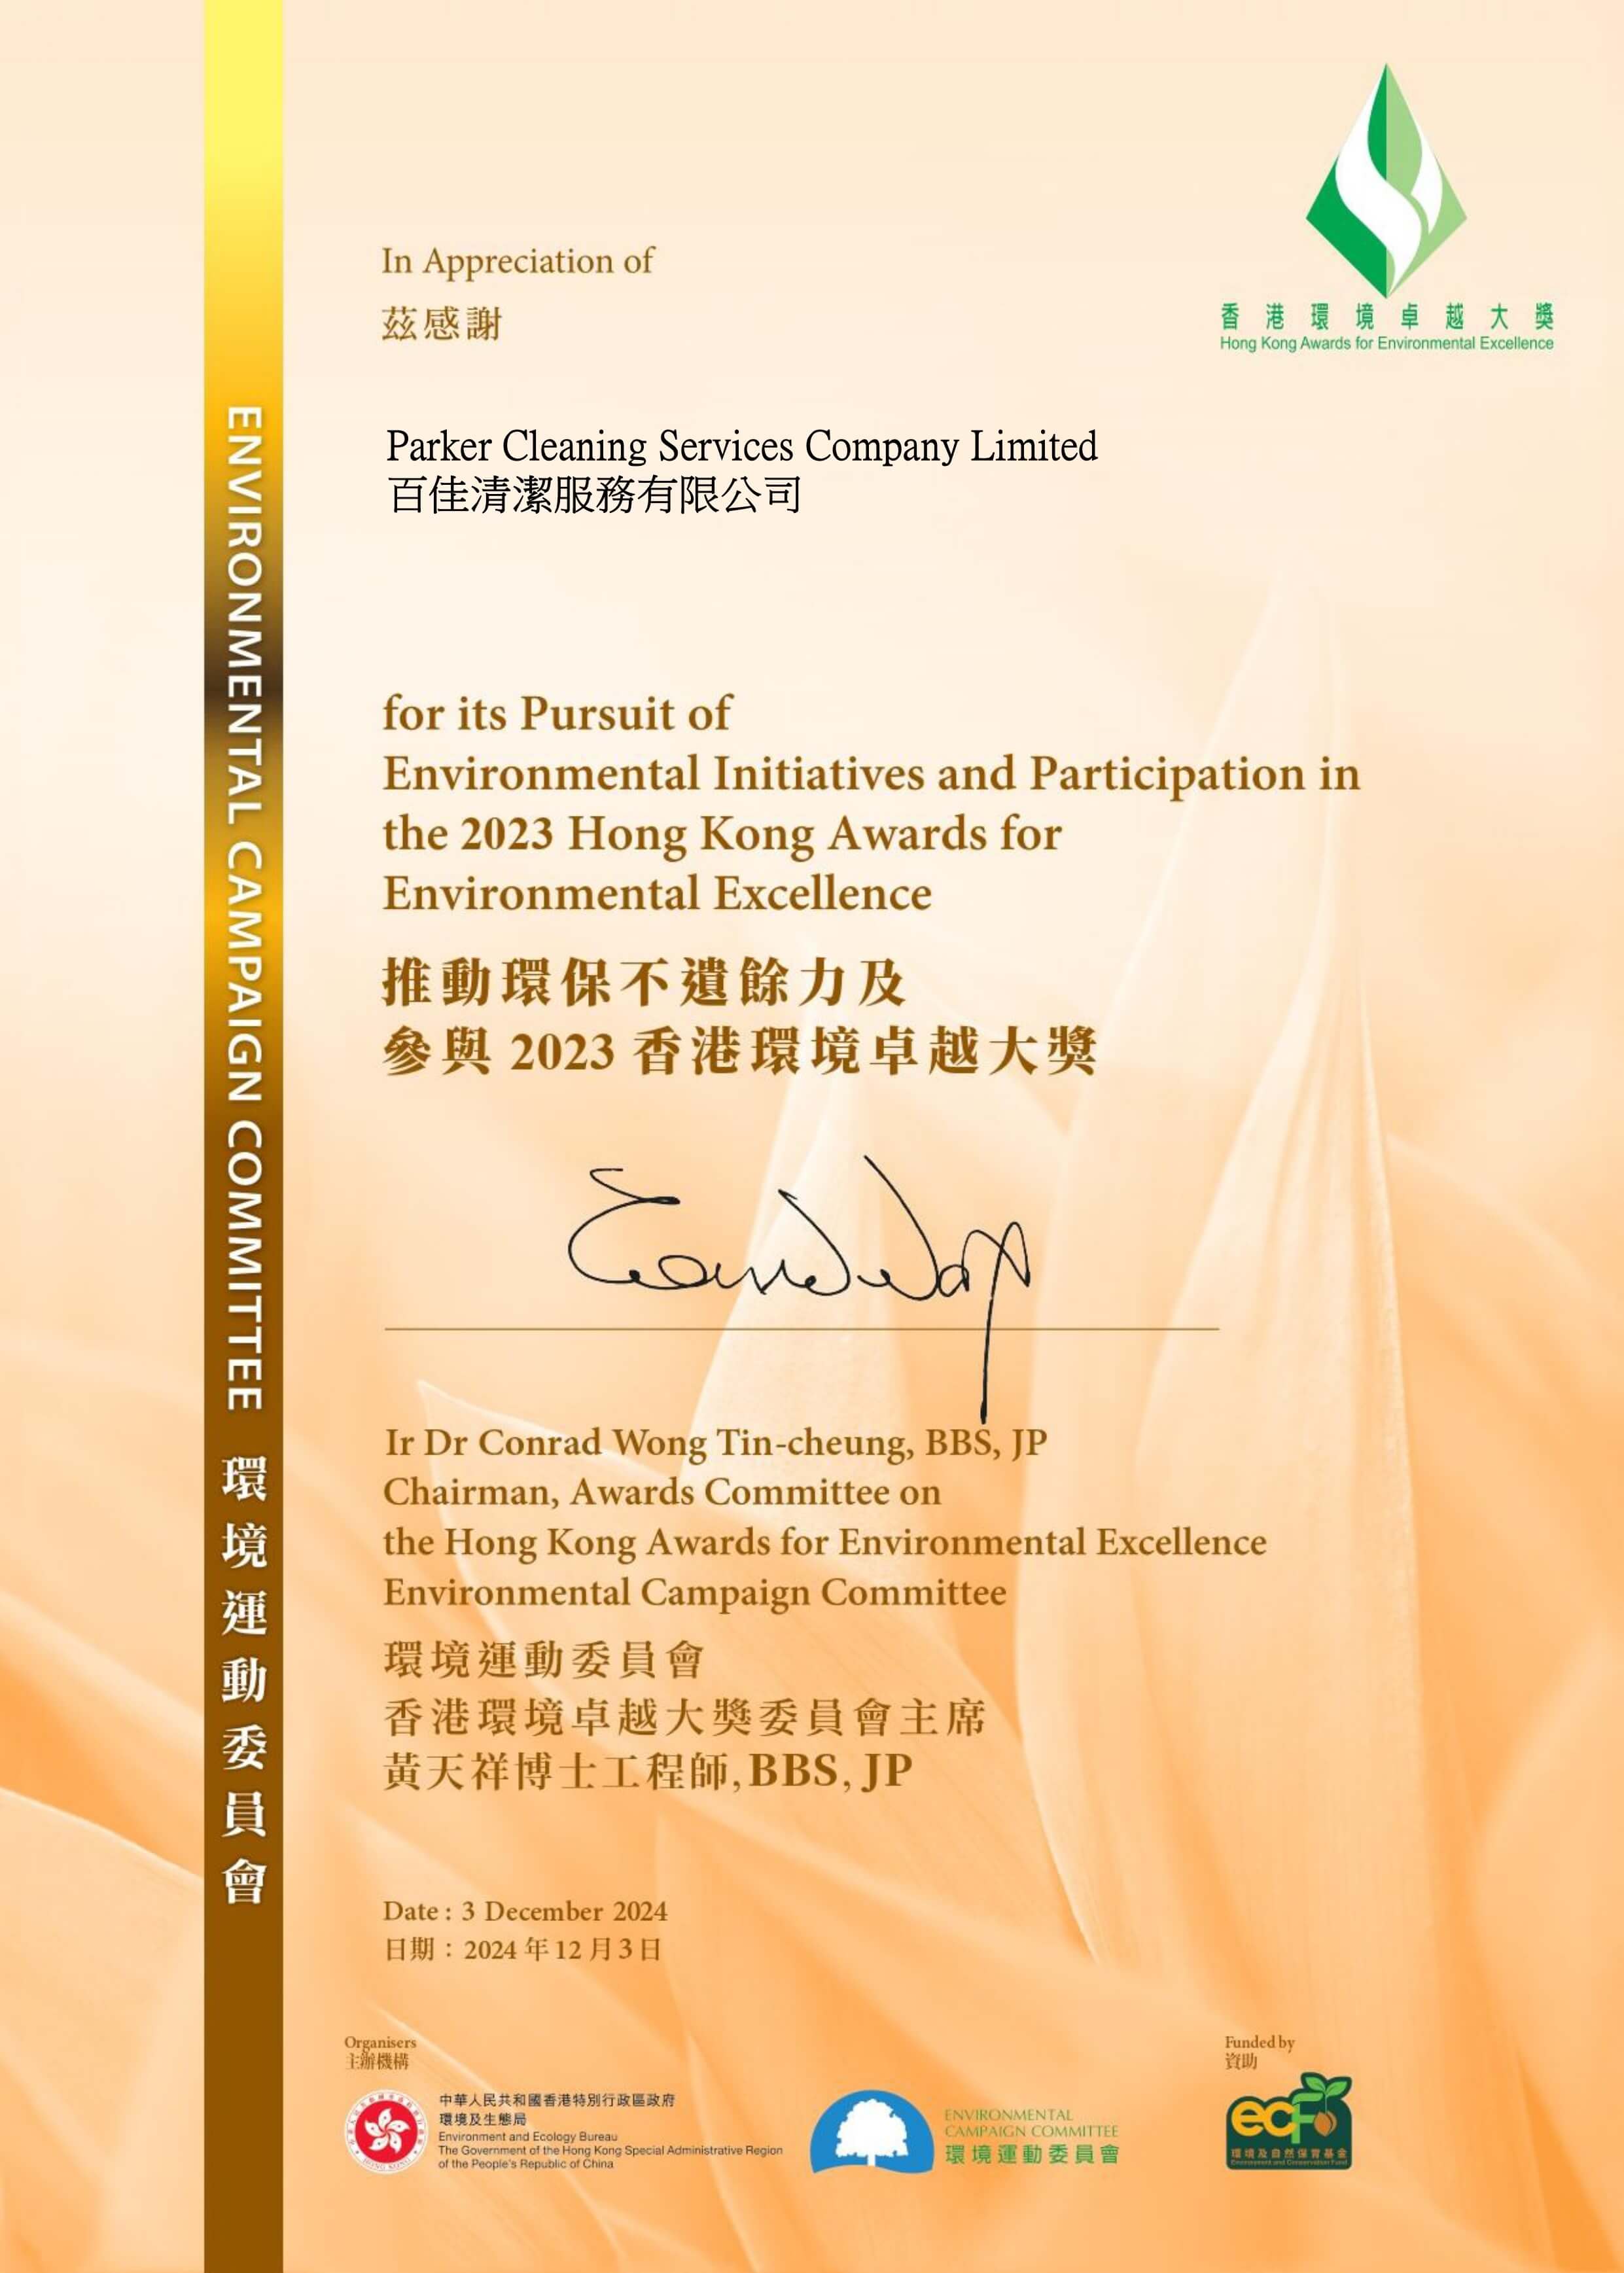 香港環境卓越大獎
Hong Kong Awards for Environmental Excellence
In Appreciation of
茲感謝
Parker Cleaning Services Company Limited
百佳清潔服務有限公司
for its Pursuit of
Environmental Initiatives and Participation in
the 2023 Hong Kong Awards for
Environmental Excellence
推動環保不遺餘力及
參與 2023 香港環境卓越大獎
Ir Dr Conrad Wong Tin-cheung, BBS, JP
Chairman, Awards Committee on
the Hong Kong Awards for Environmental Excellence
Environmental Campaign Committee
環境運動委員會
香港環境卓越大獎委員會主席
黃天祥博士工程師, BBS, JP
Date : 3 December 2024
日期：2024 年 12 月 3 日
ENVIRONMENTAL CAMPAIGN COMMITTEE 環境運動委員會
Organisers
主辦機構
中華人民共和國香港特別行政區政府
環境及生態局
Environment and Ecology Bureau
The Government of the Hong Kong Special Administrative Region
of the People's Republic of China
ENVIRONMENTAL
CAMPAIGN COMMITTEE
環境運動委員會
Funded by
資助
ecf
環境及自然保育基金
Environment and Conservation Fund